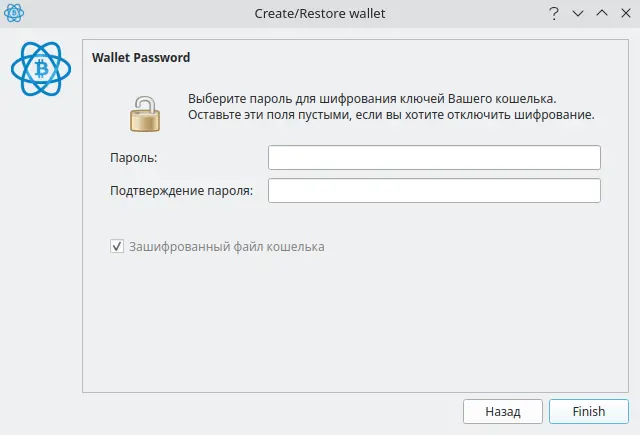 Create/Restore wallet
Wallet Password
Выберите пароль для шифрования ключей Вашего кошелька.
Оставьте эти поля пустыми, если вы хотите отключить шифрование.
Пароль:
Подтверждение пароля:
Зашифрованный файл кошелька
Назад Finish